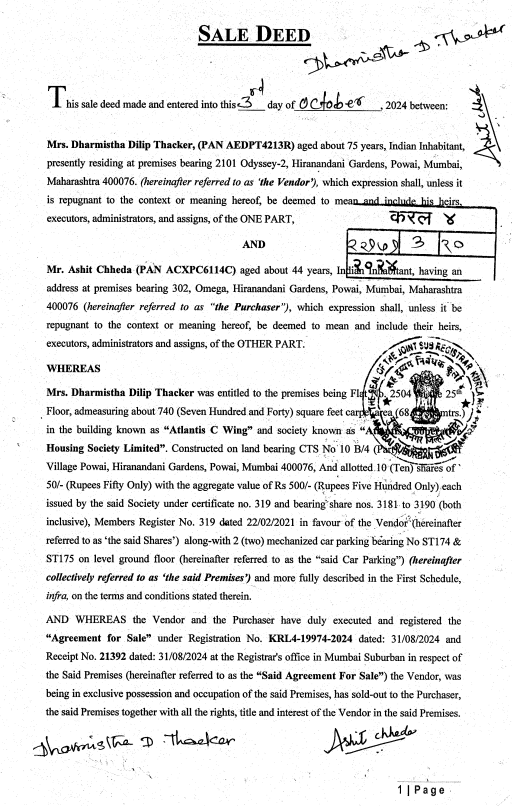 SALE DEED
Dharmistha D. Thacker
This sale deed made and entered into this 3rd day of October, 2024 between:
Ashit Chheda
Mrs. Dharmistha Dilip Thacker, (PAN AEDPT4213R) aged about 75 years, Indian Inhabitant,
presently residing at premises bearing 2101 Odyssey-2, Hiranandani Gardens, Powai, Mumbai,
Maharashtra 400076. (hereinafter referred to as 'the Vendor'), which expression shall, unless it
is repugnant to the context or meaning hereof, be deemed to mean and include his heirs,
executors, administrators, and assigns, of the ONE PART,
करल ४
3 | २०
२०२४
AND
Mr. Ashit Chheda (PAN ACXPC6114C) aged about 44 years, Indian Inhabitant, having an
address at premises bearing 302, Omega, Hiranandani Gardens, Powai, Mumbai, Maharashtra
400076 (hereinafter referred to as "the Purchaser"), which expression shall, unless it be
repugnant to the context or meaning hereof, be deemed to mean and include their heirs,
executors, administrators and assigns, of the OTHER PART.
WHEREAS
THE SEAL OF THE JOINT SUB REGISTRAR KURLA
MUMBAI SUBURBAN DIST.
Mrs. Dharmistha Dilip Thacker was entitled to the premises being Flat No. 2504 on the 25th
Floor, admeasuring about 740 (Seven Hundred and Forty) square feet carpet area
in the building known as "Atlantis C Wing" and society known as "Atlantis Cooperative
Housing Society Limited". Constructed on land bearing CTS No 10 B/4 (Part),
Village Powai, Hiranandani Gardens, Powai, Mumbai 400076, And allotted 10 (Ten) shares of
50/- (Rupees Fifty Only) with the aggregate value of Rs 500/- (Rupees Five Hundred Only) each
issued by the said Society under certificate no. 319 and bearing share nos. 3181 to 3190 (both
inclusive), Members Register No. 319 dated 22/02/2021 in favour of the Vendor (hereinafter
referred to as 'the said Shares') along-with 2 (two) mechanized car parking bearing No ST174 &
ST175 on level ground floor (hereinafter referred to as the "said Car Parking") (hereinafter
collectively referred to as 'the said Premises') and more fully described in the First Schedule,
infra, on the terms and conditions stated therein.
AND WHEREAS the Vendor and the Purchaser have duly executed and registered the
"Agreement for Sale" under Registration No. KRL4-19974-2024 dated: 31/08/2024 and
Receipt No. 21392 dated: 31/08/2024 at the Registrar's office in Mumbai Suburban in respect of
the Said Premises (hereinafter referred to as the "Said Agreement For Sale") the Vendor, was
being in exclusive possession and occupation of the said Premises, has sold-out to the Purchaser,
the said Premises together with all the rights, title and interest of the Vendor in the said Premises.
Dharmistha D Thacker
Ashit Chheda
1 | Page